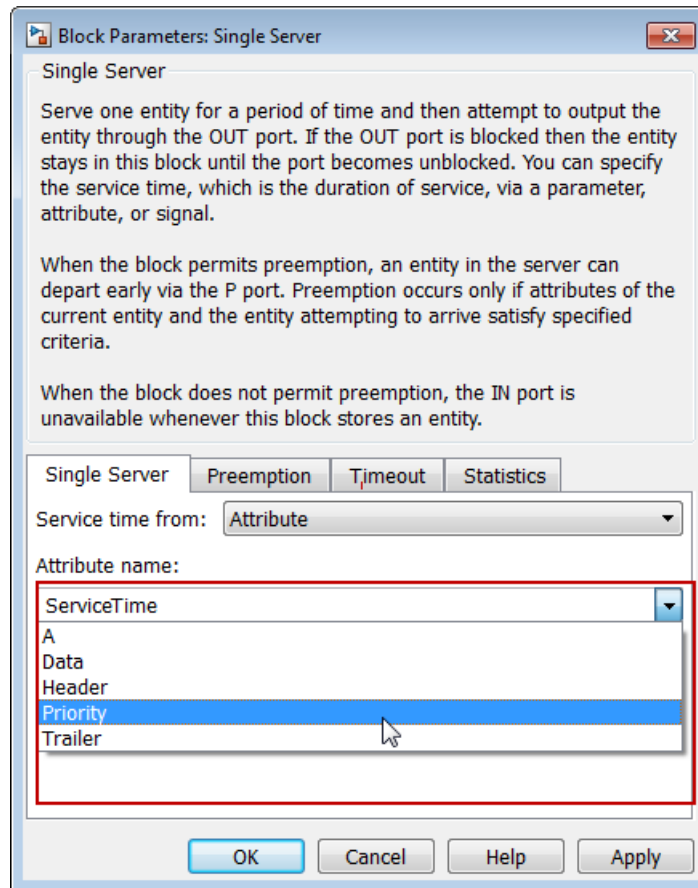 Block Parameters: Single Server
Single Server
Serve one entity for a period of time and then attempt to output the
entity through the OUT port. If the OUT port is blocked then the entity
stays in this block until the port becomes unblocked. You can specify
the service time, which is the duration of service, via a parameter,
attribute, or signal.
When the block permits preemption, an entity in the server can
depart early via the P port. Preemption occurs only if attributes of the
current entity and the entity attempting to arrive satisfy specified
criteria.
When the block does not permit preemption, the IN port is
unavailable whenever this block stores an entity.
Single Server Preemption Timeout Statistics
Service time from: Attribute
Attribute name:
ServiceTime
A
Data
Header
Priority
Trailer
OK Cancel Help Apply